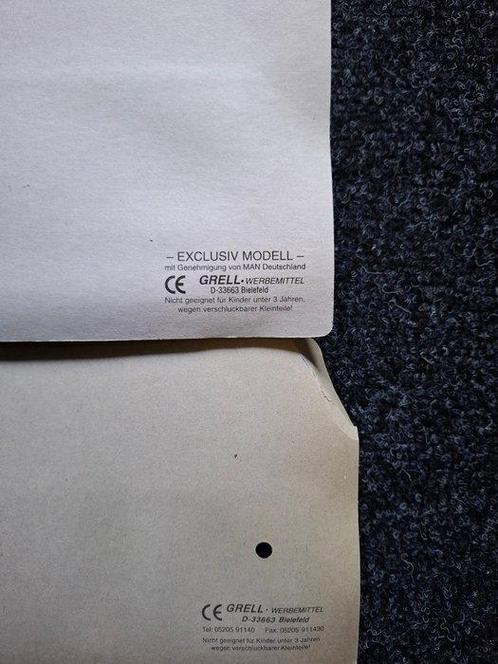 – EXCLUSIV MODELL –
mit Genehmigung von MAN Deutschland
CE GRELL • WERBEMITTEL
D-33663 Bielefeld
Nicht geeignet für Kinder unter 3 Jahren,
wegen verschluckbarer Kleinteile!
CE GRELL • WERBEMITTEL
D-33663 Bielefeld
Tel: 05205 91140 Fax: 05205 911430
Nicht geeignet für Kinder unter 3 Jahren
wegen verschluckbarer Kleinteile!